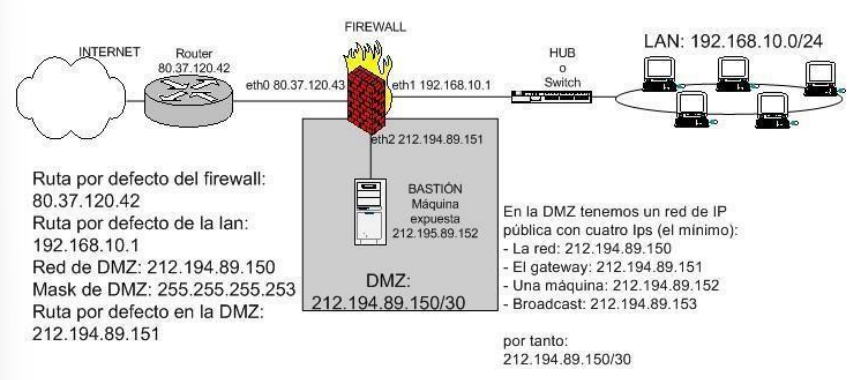 FIREWALL
INTERNET
Router
80.37.120.42
eth0 80.37.120.43
eth1 192.168.10.1
HUB
o
Switch
LAN: 192.168.10.0/24
eth2 212.194.89.151
BASTIÓN
Máquina
expuesta
212.195.89.152
DMZ:
212.194.89.150/30
Ruta por defecto del firewall:
80.37.120.42
Ruta por defecto de la lan:
192.168.10.1
Red de DMZ: 212.194.89.150
Mask de DMZ: 255.255.255.253
Ruta por defecto en la DMZ:
212.194.89.151
En la DMZ tenemos un red de IP
pública con cuatro Ips (el mínimo):
- La red: 212.194.89.150
- El gateway: 212.194.89.151
- Una máquina: 212.194.89.152
- Broadcast: 212.194.89.153
por tanto:
212.194.89.150/30